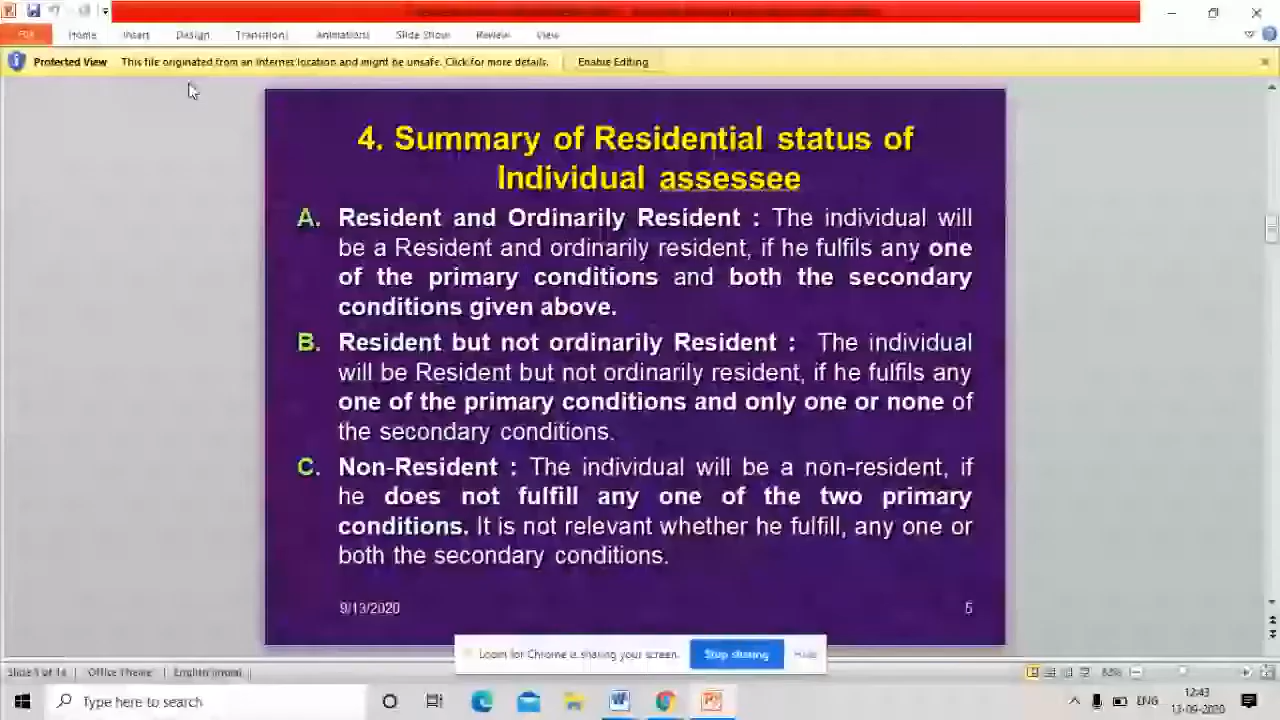 File
Home Insert Design Transitions Animations Slide Show Review View
Protected View This file originated from an Internet location and might be unsafe. Click for more details. Enable Editing
4. Summary of Residential status of
Individual assessee
A. Resident and Ordinarily Resident : The individual will
be a Resident and ordinarily resident, if he fulfils any one
of the primary conditions and both the secondary
conditions given above.
B. Resident but not ordinarily Resident : The individual
will be Resident but not ordinarily resident, if he fulfils any
one of the primary conditions and only one or none of
the secondary conditions.
C. Non-Resident : The individual will be a non-resident, if
he does not fulfill any one of the two primary
conditions. It is not relevant whether he fulfill, any one or
both the secondary conditions.
9/13/2020 5
Loom for Chrome is sharing your screen. Stop sharing Hide
Slide 5 of 14 Office Theme English (India) 82%
Type here to search
ENG 12:43
13-09-2020